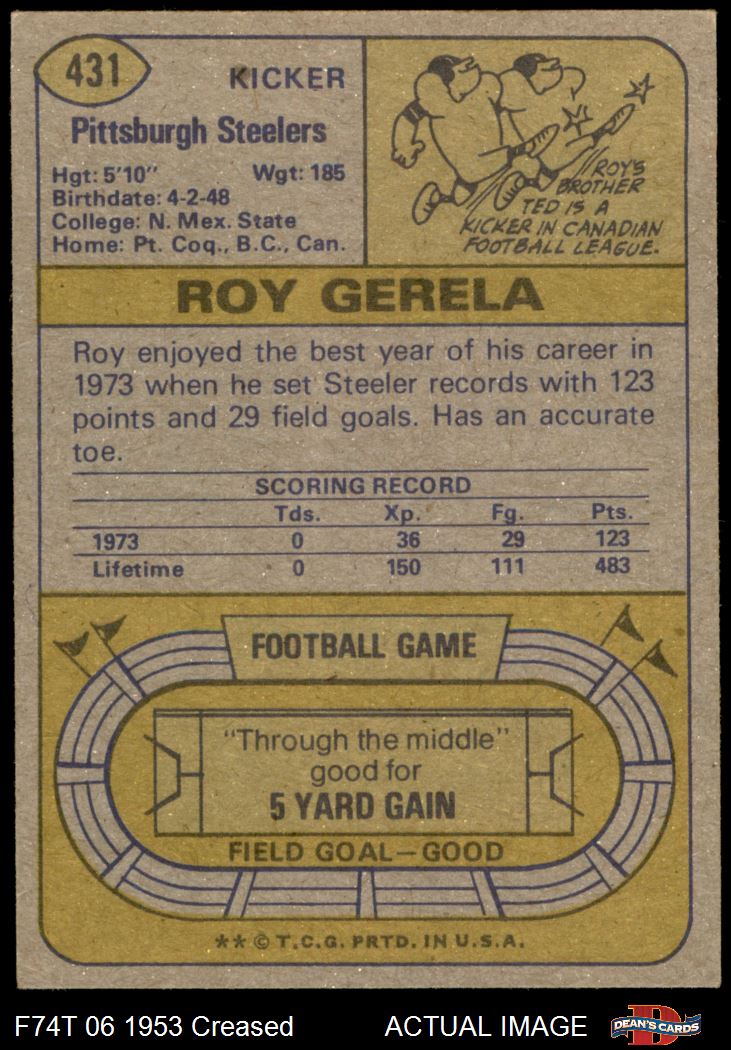 431
KICKER
Pittsburgh Steelers
Hgt: 5'10" Wgt: 185
Birthdate: 4-2-48
College: N. Mex. State
Home: Pt. Coq., B.C., Can.
ROY'S
BROTHER
TED IS A
KICKER IN CANADIAN
FOOTBALL LEAGUE.
ROY GERELA
Roy enjoyed the best year of his career in
1973 when he set Steeler records with 123
points and 29 field goals. Has an accurate
toe.
SCORING RECORD
Tds. Xp. Fg. Pts.
1973 0 36 29 123
Lifetime 0 150 111 483
FOOTBALL GAME
"Through the middle"
good for
5 YARD GAIN
FIELD GOAL—GOOD
** © T.C.G. PRTD. IN U.S.A.
F74T 06 1953 Creased ACTUAL IMAGE
D
DEAN'S CARDS